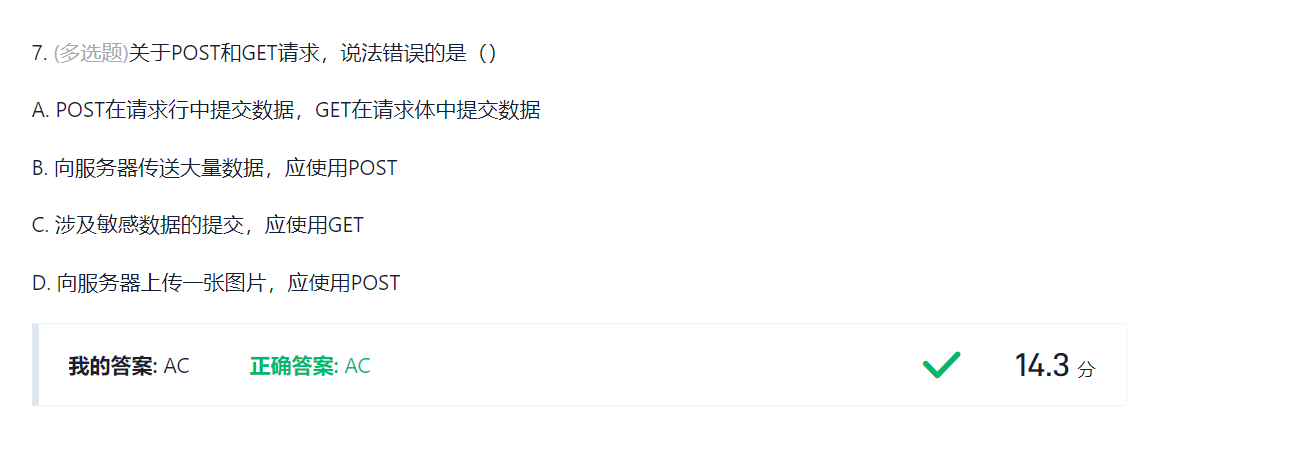 7. (多选题)关于POST和GET请求，说法错误的是（）
A. POST在请求行中提交数据，GET在请求体中提交数据
B. 向服务器传送大量数据，应使用POST
C. 涉及敏感数据的提交，应使用GET
D. 向服务器上传一张图片，应使用POST
我的答案: AC 正确答案: AC 14.3 分